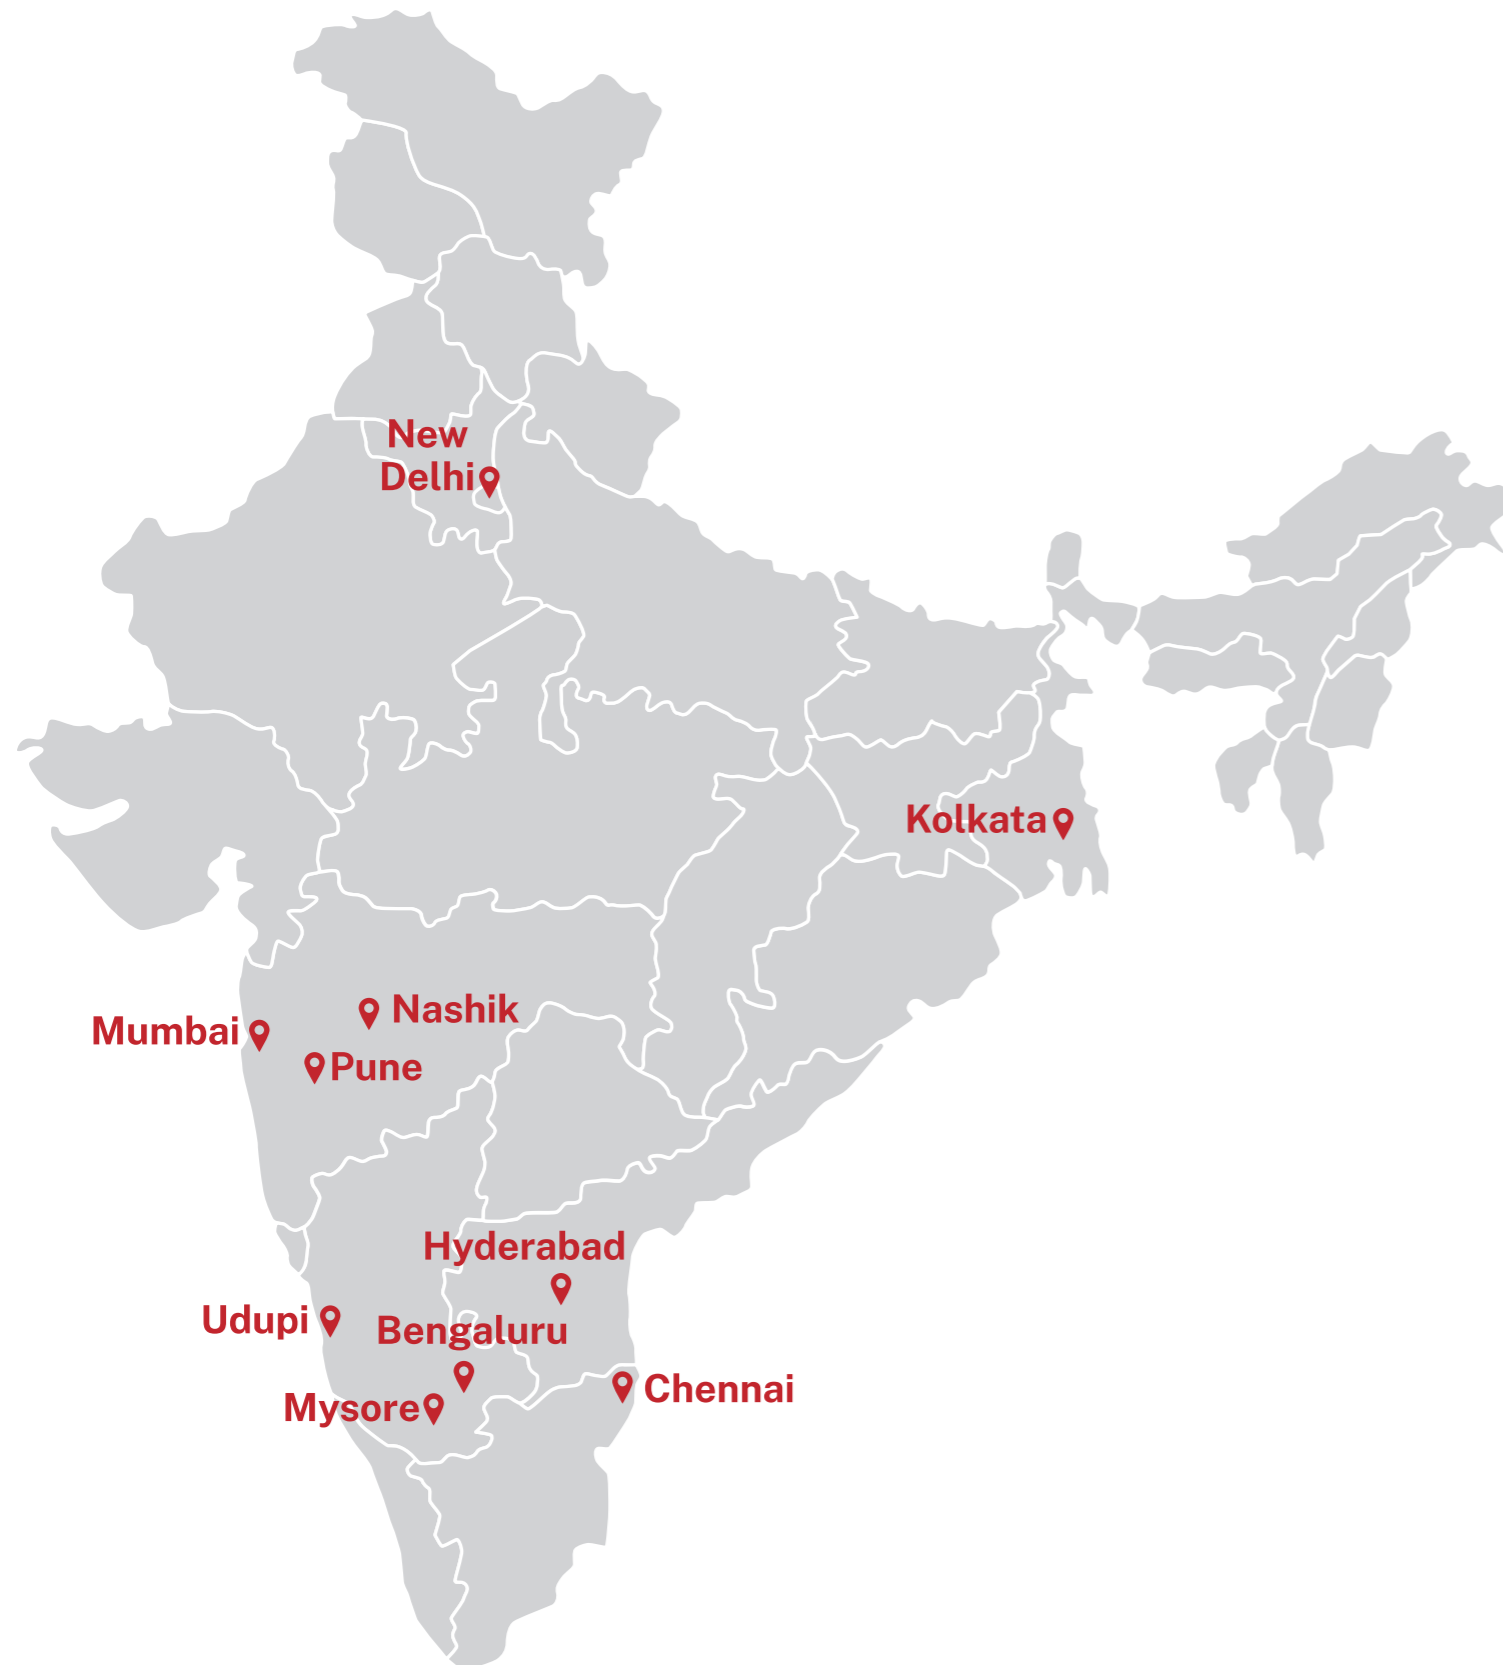 New
Delhi
Kolkata
Nashik
Mumbai
Pune
Hyderabad
Udupi
Bengaluru
Chennai
Mysore